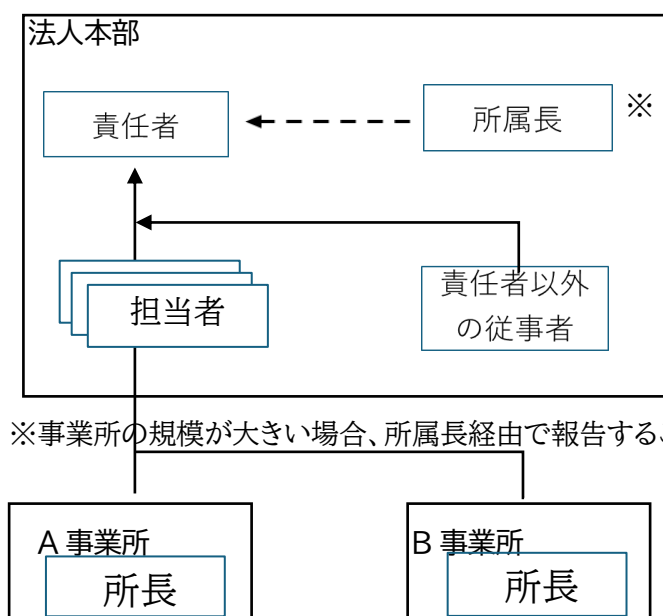 法人本部
責任者
所属長
※
担当者
責任者以外
の従事者
※事業所の規模が大きい場合、所属長経由で報告する
A 事業所
所長
B 事業所
所長